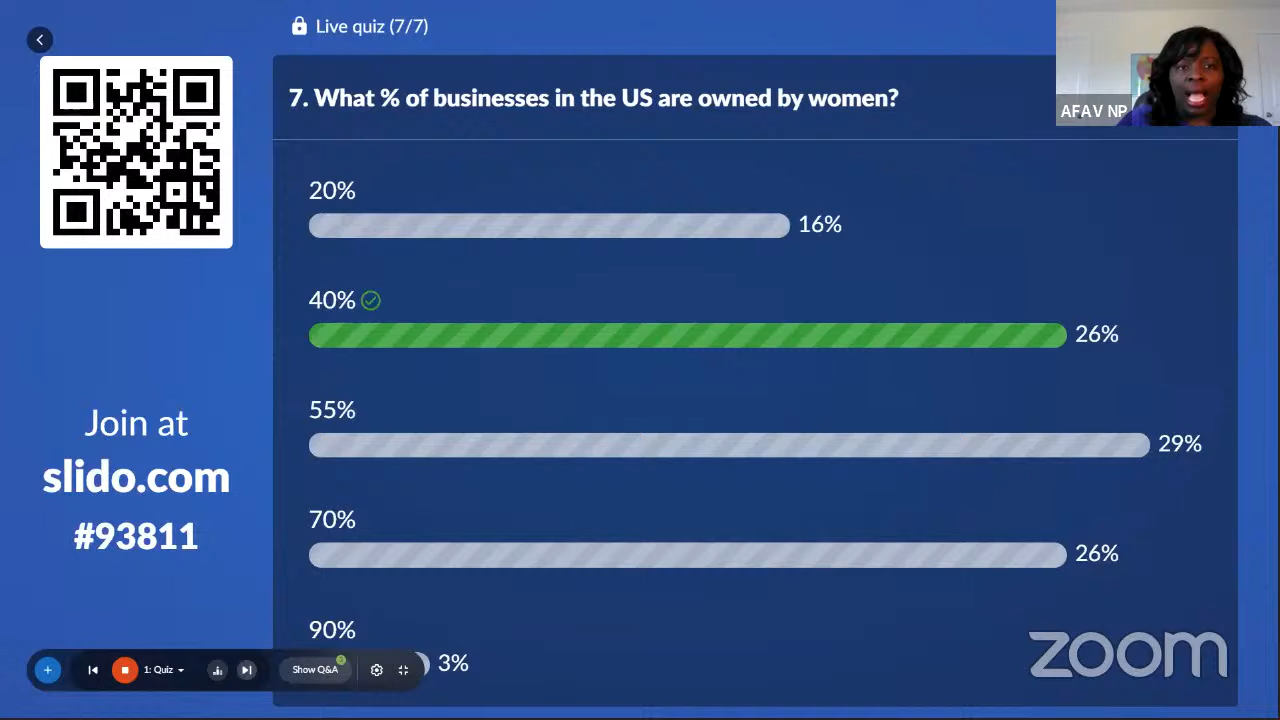 Live quiz (7/7)
7. What % of businesses in the US are owned by women?
AFAV NP
20%
16%
40%
26%
55%
29%
70%
26%
90%
3%
Join at
slido.com
#93811
1: Quiz
Show Q&A
zoom